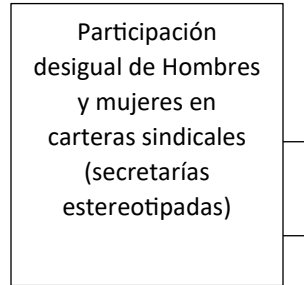 Participación
desigual de Hombres
y mujeres en
carteras sindicales
(secretarías
estereotipadas)